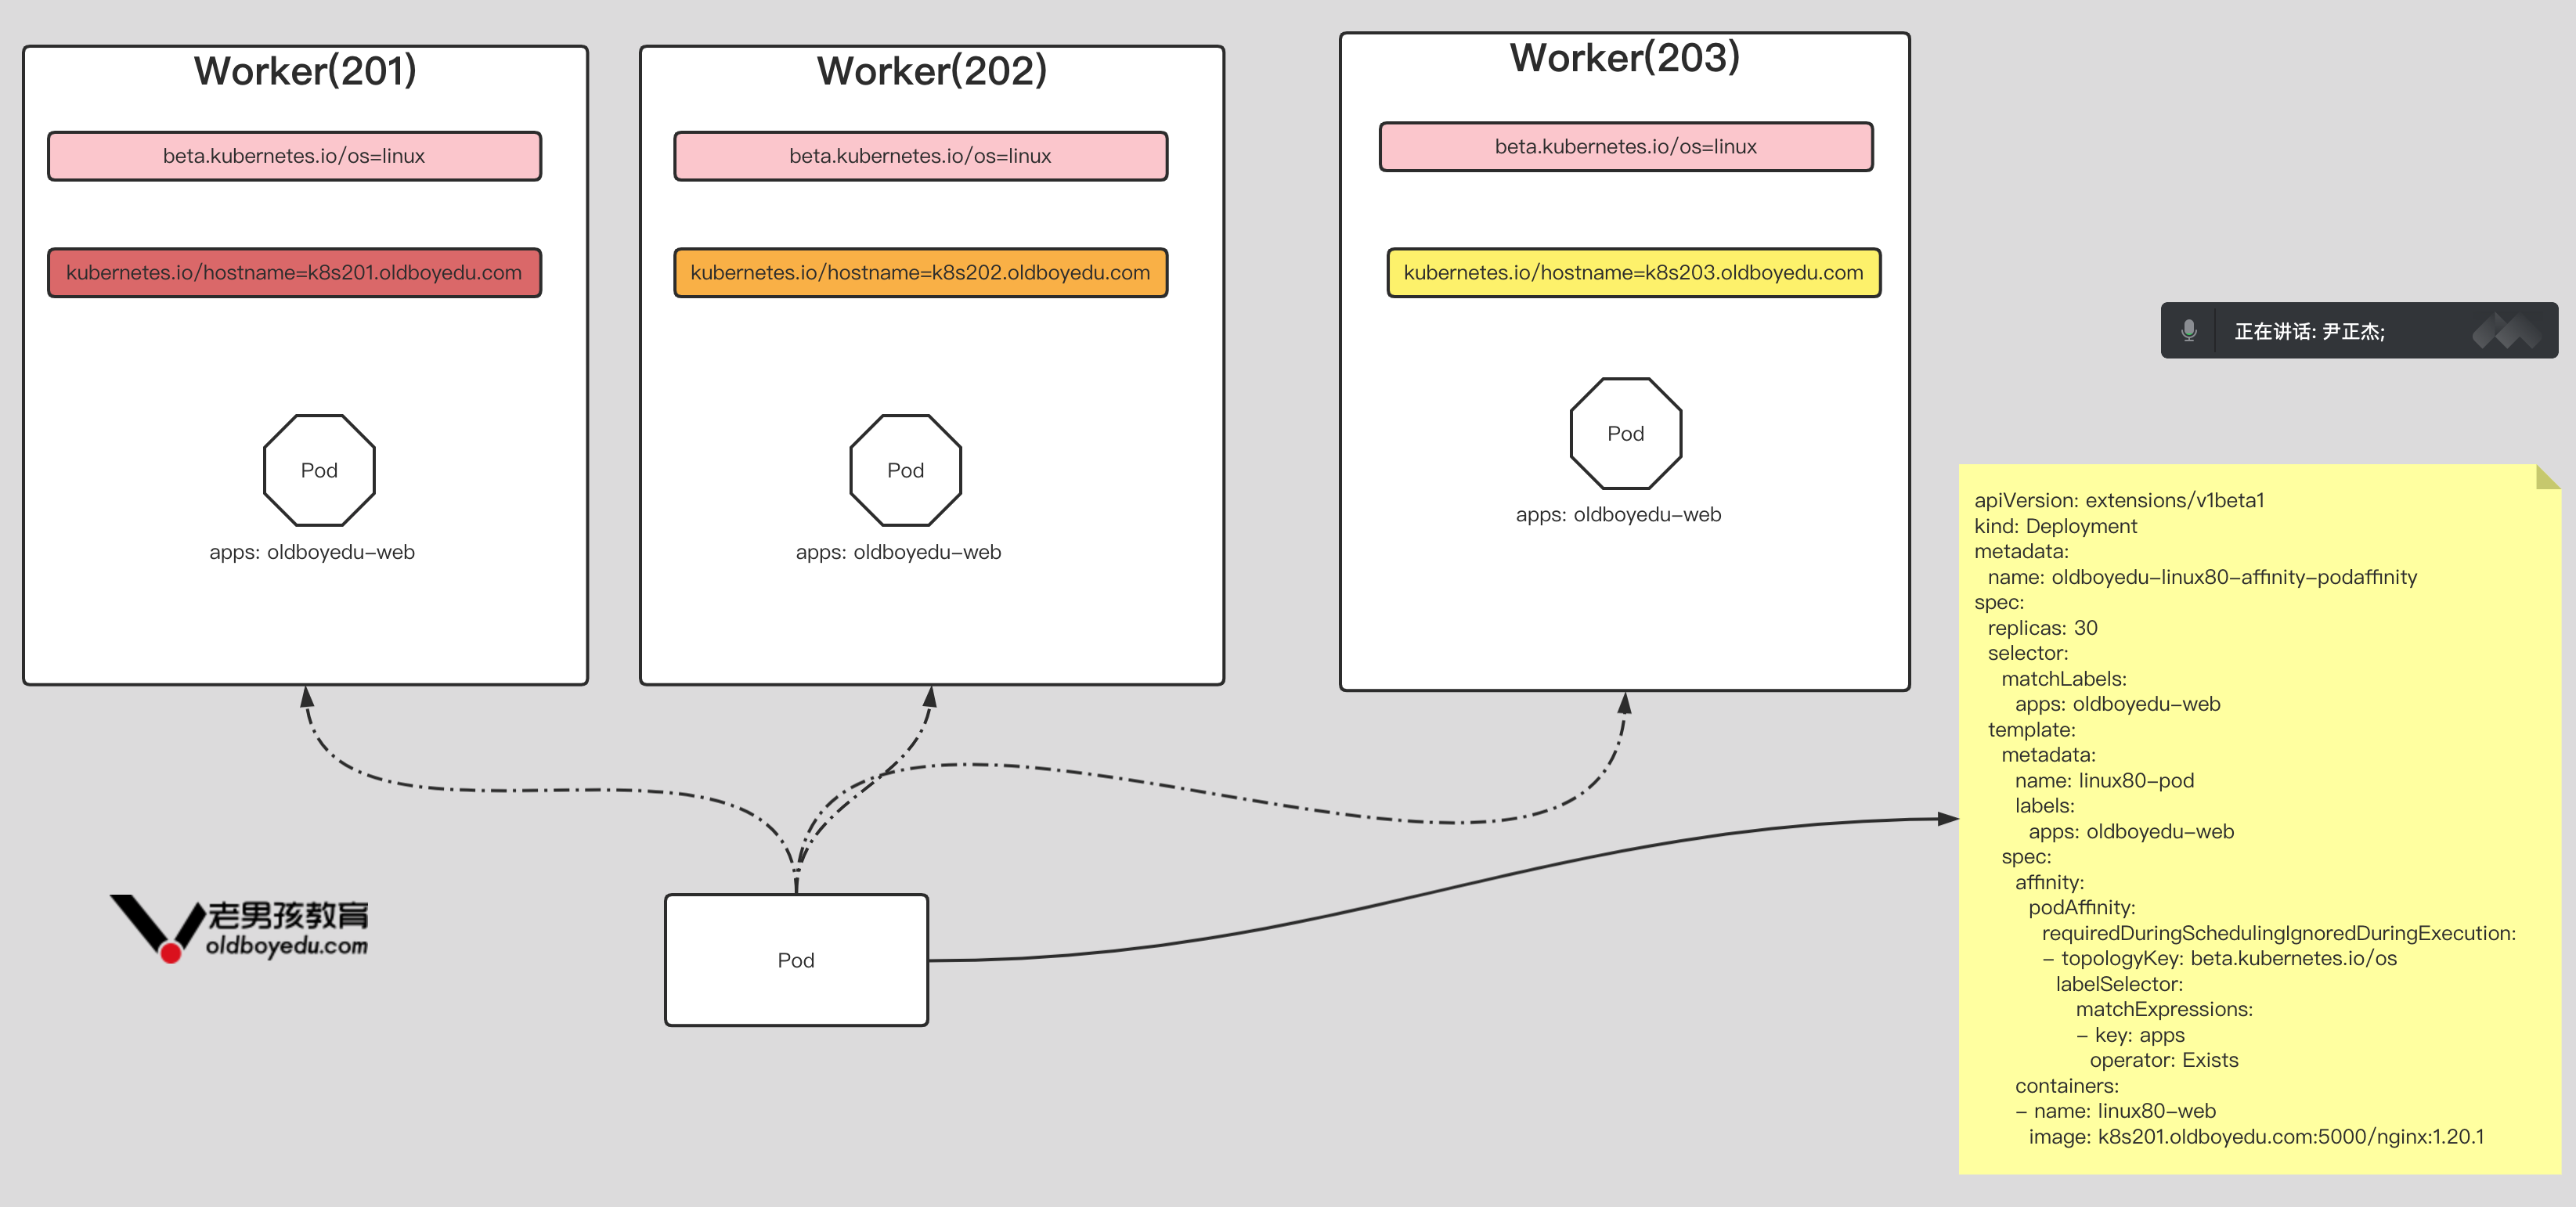 Worker(201)
beta.kubernetes.io/os=linux
kubernetes.io/hostname=k8s201.oldboyedu.com
Pod
apps: oldboyedu-web
Worker(202)
beta.kubernetes.io/os=linux
kubernetes.io/hostname=k8s202.oldboyedu.com
Pod
apps: oldboyedu-web
Worker(203)
beta.kubernetes.io/os=linux
kubernetes.io/hostname=k8s203.oldboyedu.com
Pod
apps: oldboyedu-web
正在讲话: 尹正杰;
Pod
老男孩教育
oldboyedu.com
apiVersion: extensions/v1beta1
kind: Deployment
metadata:
  name: oldboyedu-linux80-affinity-podaffinity
spec:
  replicas: 30
  selector:
    matchLabels:
      apps: oldboyedu-web
  template:
    metadata:
      name: linux80-pod
      labels:
        apps: oldboyedu-web
    spec:
      affinity:
        podAffinity:
          requiredDuringSchedulingIgnoredDuringExecution:
          - topologyKey: beta.kubernetes.io/os
            labelSelector:
               matchExpressions:
               - key: apps
                 operator: Exists
      containers:
      - name: linux80-web
        image: k8s201.oldboyedu.com:5000/nginx:1.20.1